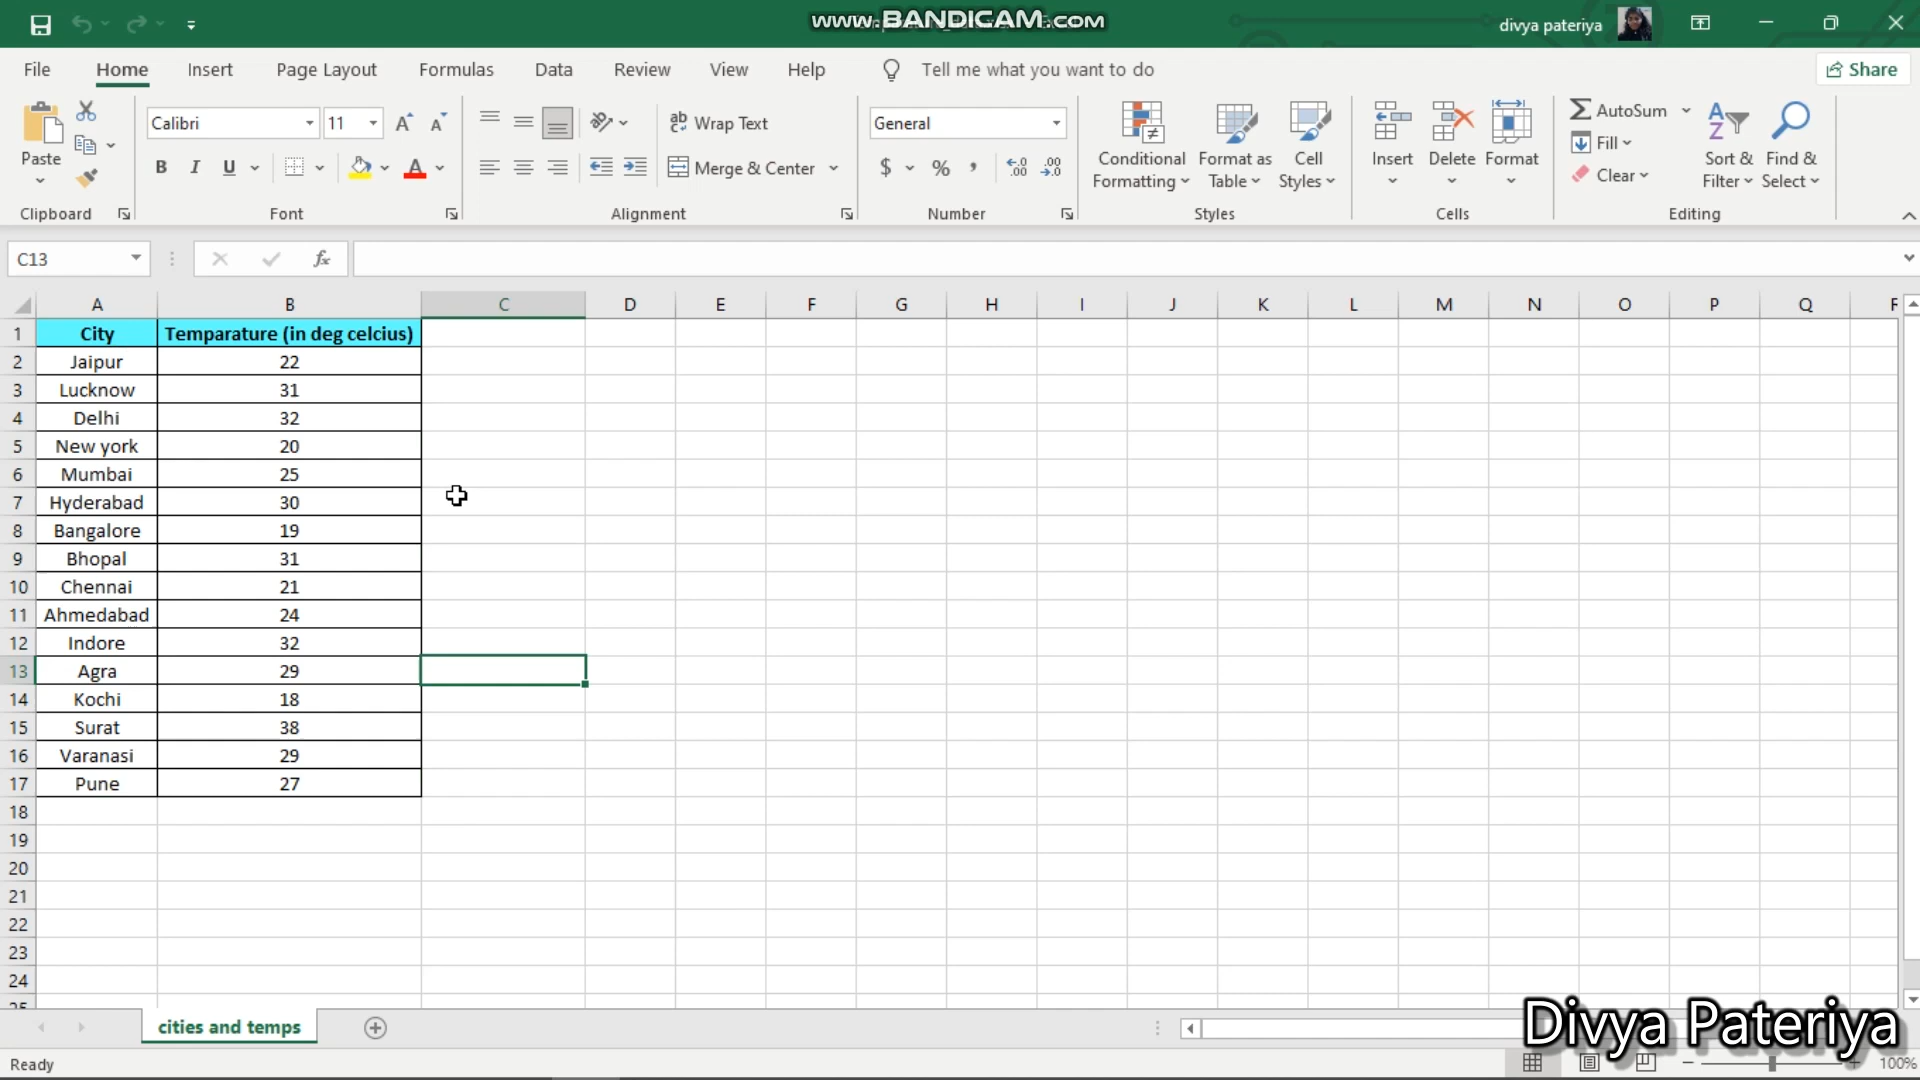 www.BANDICAM.COM
divya pateriya
File Home Insert Page Layout Formulas Data Review View Help Tell me what you want to do Share
Paste
Clipboard
Calibri 11
B I U
Font
Wrap Text
Merge & Center
Alignment
General
$ % ,
Number
Conditional Formatting
Format as Table
Cell Styles
Styles
Insert Delete Format
Cells
AutoSum
Fill
Clear
Sort & Filter
Find & Select
Editing
C13 fx
A B C D E F G H I J K L M N O P Q
1 City Temparature (in deg celcius)
2 Jaipur 22
3 Lucknow 31
4 Delhi 32
5 New york 20
6 Mumbai 25
7 Hyderabad 30
8 Bangalore 19
9 Bhopal 31
10 Chennai 21
11 Ahmedabad 24
12 Indore 32
13 Agra 29
14 Kochi 18
15 Surat 38
16 Varanasi 29
17 Pune 27
18
19
20
21
22
23
24
25
cities and temps
Divya Pateriya
Ready 100%